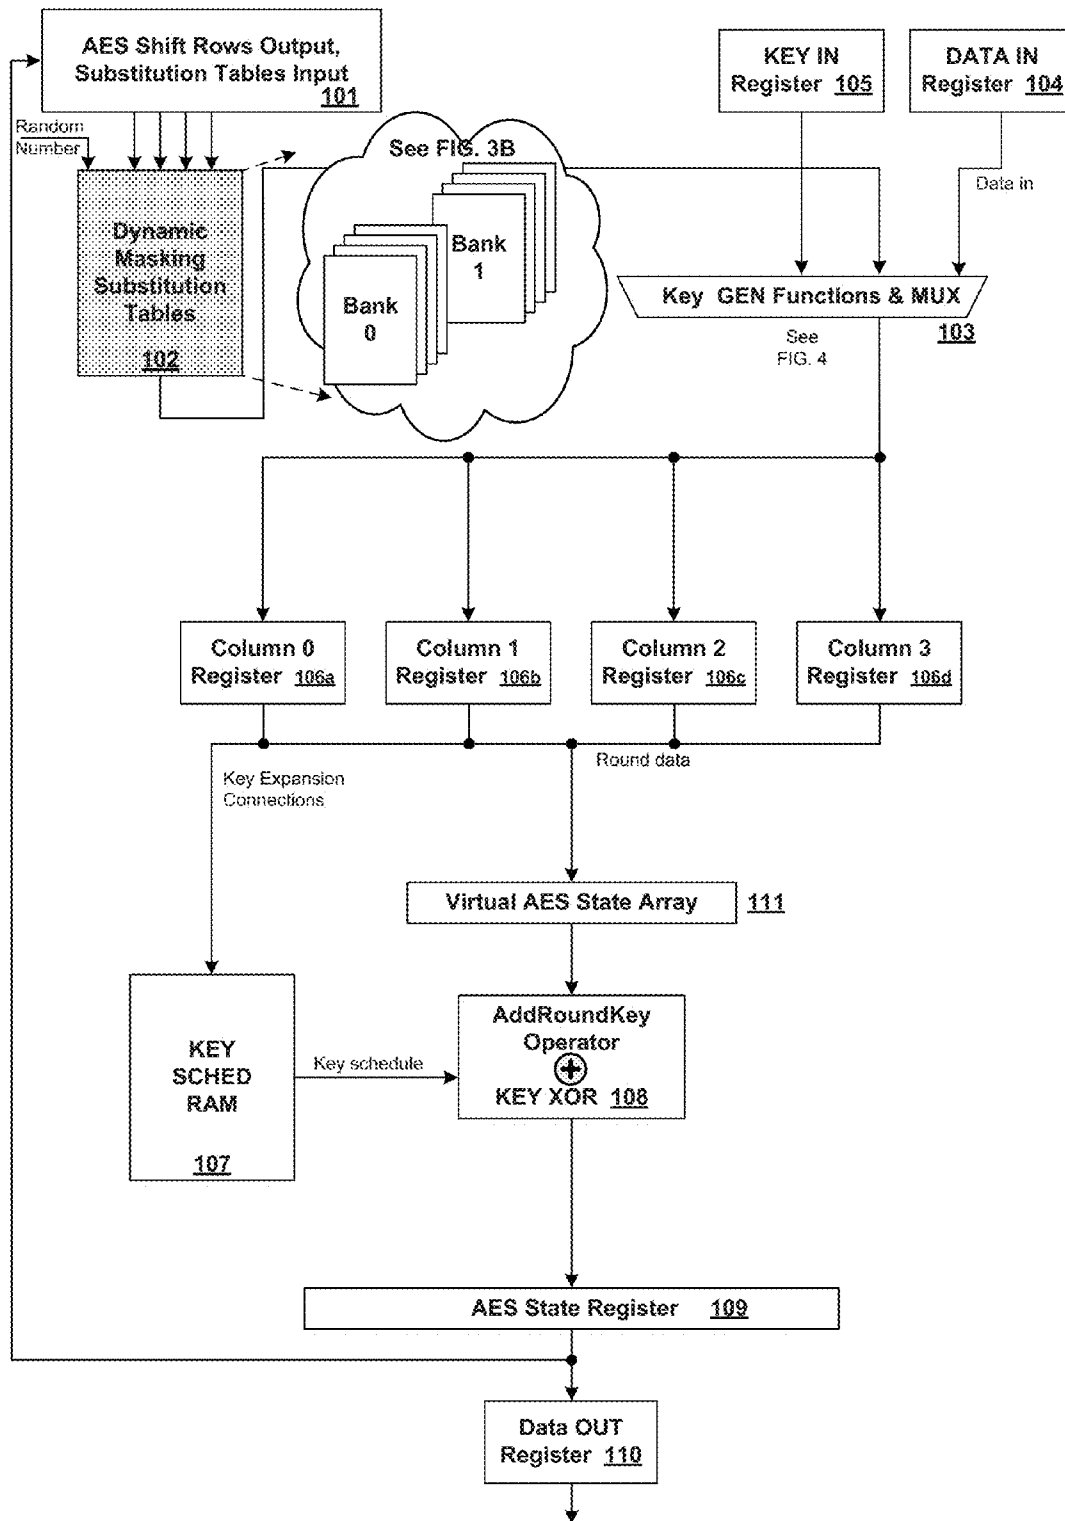 AES Shift Rows Output,
Substitution Tables Input
101
KEY IN
Register 105
DATA IN
Register 104
Random
Number
See FIG. 3B
Data in
Dynamic
Masking
Substitution
Tables
102
Bank
1
Bank
0
Key GEN Functions & MUX
103
See
FIG. 4
Column 0
Register 106a
Column 1
Register 106b
Column 2
Register 106c
Column 3
Register 106d
Key Expansion
Connections
Round data
Virtual AES State Array
111
KEY
SCHED
RAM
107
Key schedule
AddRoundKey
Operator
+
KEY XOR 108
AES State Register 109
Data OUT
Register 110